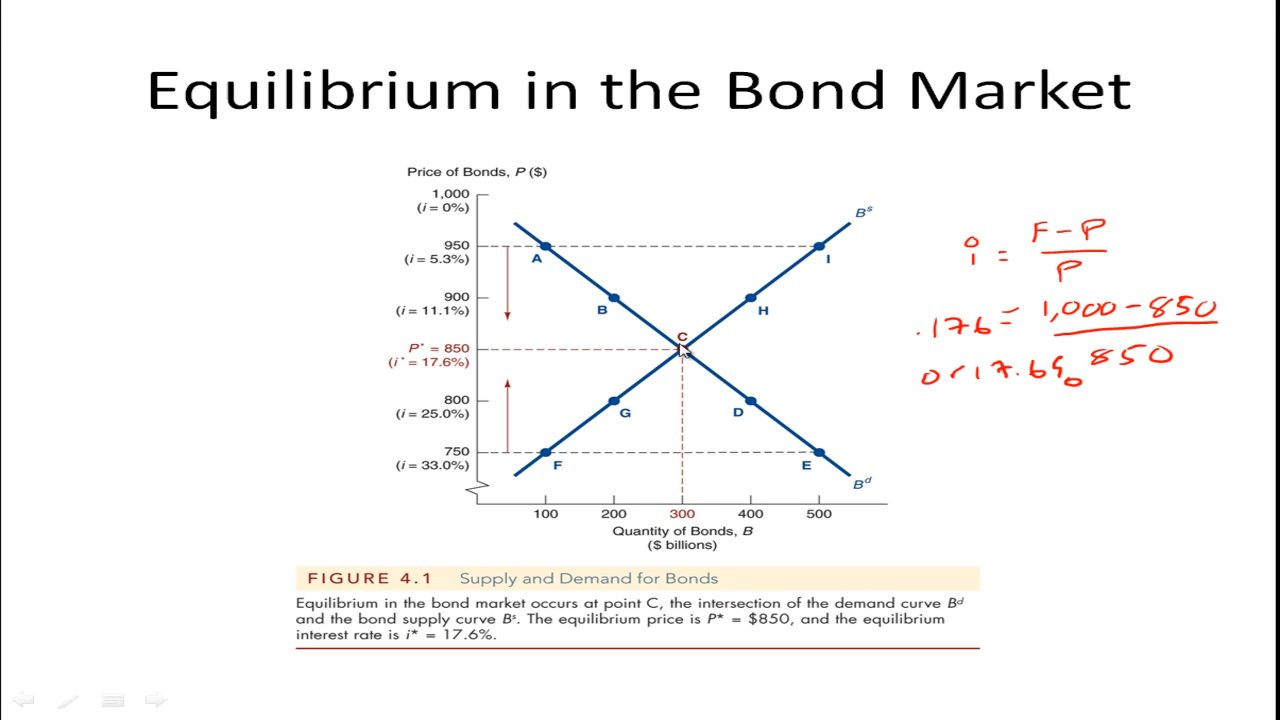 Equilibrium in the Bond Market
Price of Bonds, P ($)
1,000
(i = 0%)
950
(i = 5.3%)
900
(i = 11.1%)
P* = 850
(i* = 17.6%)
800
(i = 25.0%)
750
(i = 33.0%)
Bs
A
I
B
H
C
G
D
F
E
Bd
100 200 300 400 500
Quantity of Bonds, B
($ billions)
i = F - P
P
.176 = 1,000 - 850
850
or 17.6%
FIGURE 4.1 Supply and Demand for Bonds
Equilibrium in the bond market occurs at point C, the intersection of the demand curve Bd
and the bond supply curve Bs. The equilibrium price is P* = $850, and the equilibrium
interest rate is i* = 17.6%.